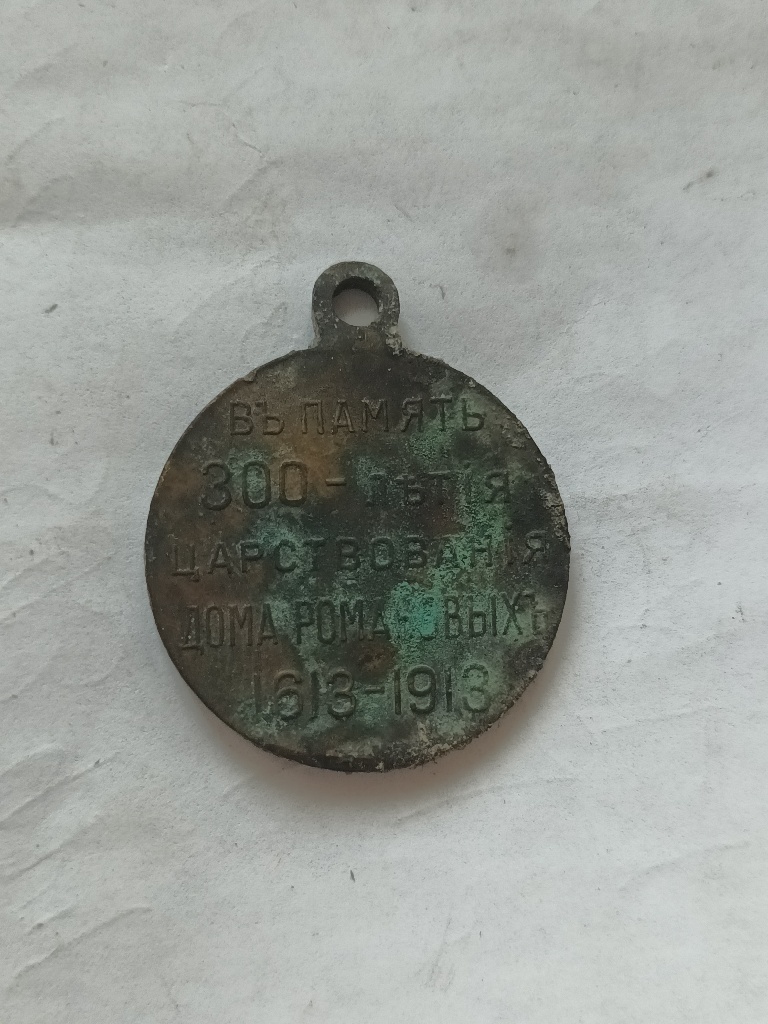 ВЪ ПАМЯТЬ
300-ЛѢТІЯ
ЦАРСТВОВАНІЯ
ДОМА РОМАНОВЫХЪ
1613-1913